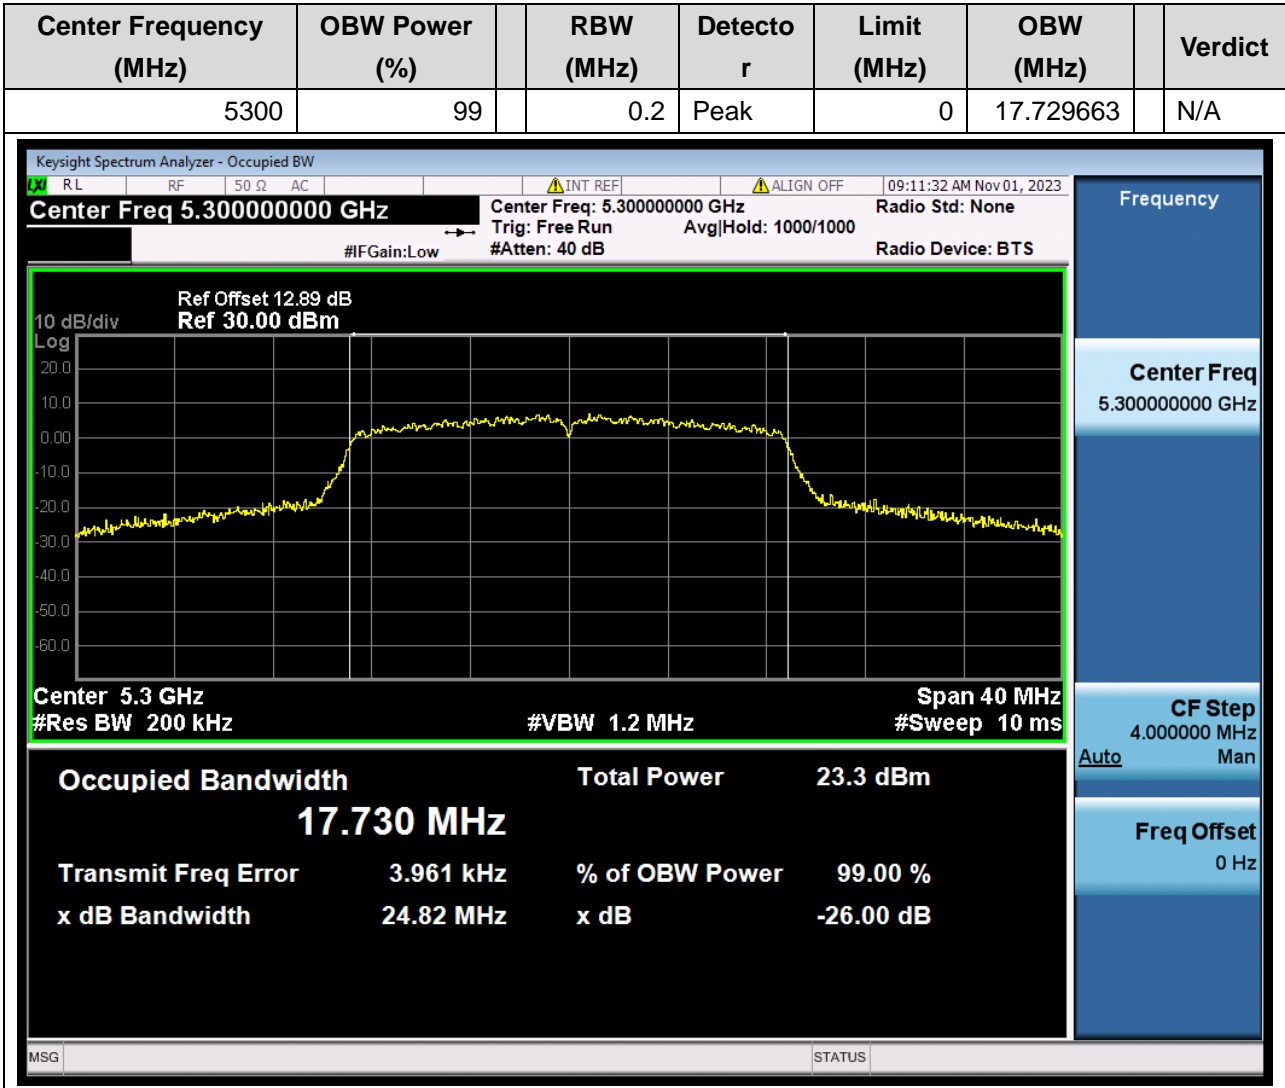 Center Frequency (MHz) OBW Power (%) RBW (MHz) Detector Limit (MHz) OBW (MHz) Verdict
5300 99 0.2 Peak 0 17.729663 N/A
Keysight Spectrum Analyzer - Occupied BW
LXI RL RF 50 Ω AC INT REF ALIGN OFF 09:11:32 AM Nov 01, 2023
Center Freq 5.300000000 GHz
Center Freq: 5.300000000 GHz
Radio Std: None
Trig: Free Run Avg|Hold: 1000/1000
#IFGain:Low #Atten: 40 dB
Radio Device: BTS
Ref Offset 12.89 dB
10 dB/div Ref 30.00 dBm
Log
20.0
10.0
0.00
-10.0
-20.0
-30.0
-40.0
-50.0
-60.0
Center 5.3 GHz Span 40 MHz
#Res BW 200 kHz #VBW 1.2 MHz #Sweep 10 ms
Occupied Bandwidth Total Power 23.3 dBm
17.730 MHz
Transmit Freq Error 3.961 kHz % of OBW Power 99.00 %
x dB Bandwidth 24.82 MHz x dB -26.00 dB
Frequency
Center Freq
5.300000000 GHz
CF Step
4.000000 MHz
Auto Man
Freq Offset
0 Hz
MSG STATUS